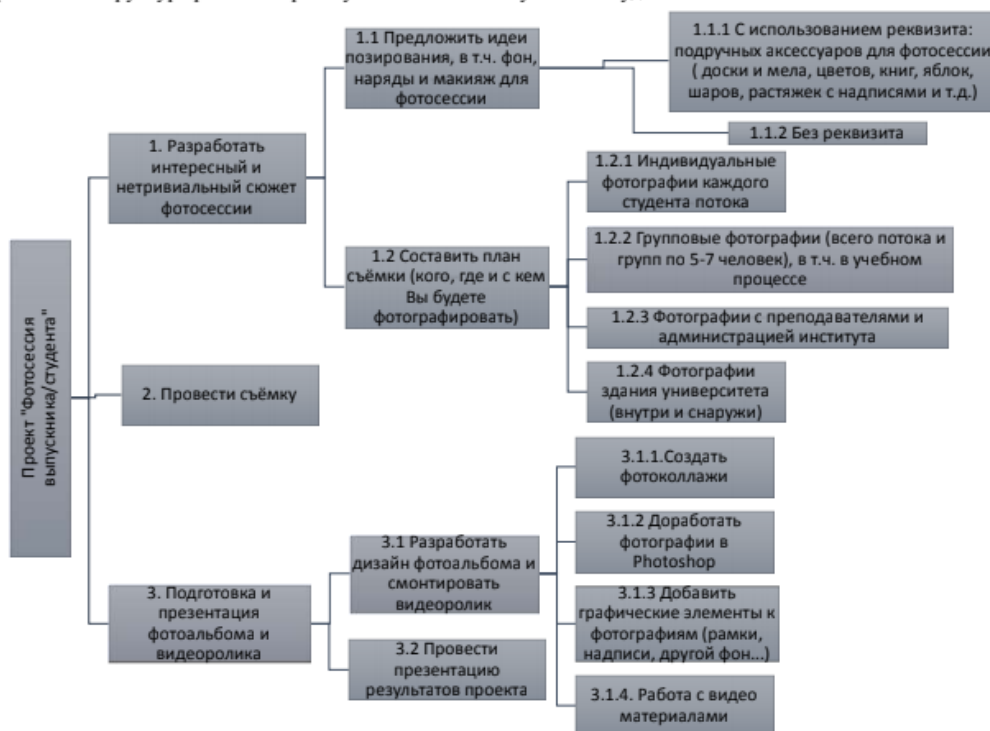 Проект "Фотосессия
выпускника/студента"
1. Разработать
интересный и
нетривиальный сюжет
фотосессии
1.1 Предложить идеи
позирования, в т.ч. фон,
наряды и макияж для
фотосессии
1.1.1 С использованием реквизита:
подручных аксессуаров для фотосессии
( доски и мела, цветов, книг, яблок,
шаров, растяжек с надписями и т.д.)
1.1.2 Без реквизита
1.2 Составить план
съёмки (кого, где и с кем
Вы будете
фотографировать)
1.2.1 Индивидуальные
фотографии каждого
студента потока
1.2.2 Групповые фотографии (всего потока и
групп по 5-7 человек), в т.ч. в учебном
процессе
1.2.3 Фотографии с преподавателями и
администрацией института
1.2.4 Фотографии
здания университета
(внутри и снаружи)
2. Провести съёмку
3. Подготовка и
презентация
фотоальбома и
видеоролика
3.1 Разработать
дизайн фотоальбома и
смонтировать
видеоролик
3.1.1.Создать
фотоколлажи
3.1.2 Доработать
фотографии в
Photoshop
3.1.3 Добавить
графические элементы к
фотографиям (рамки,
надписи, другой фон...)
3.1.4. Работа с видео
материалами
3.2 Провести
презентацию
результатов проекта